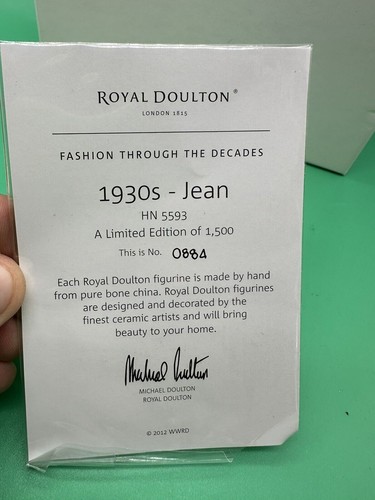 ROYAL DOULTON®
LONDON 1815
FASHION THROUGH THE DECADES
1930s - Jean
HN 5593
A Limited Edition of 1,500
This is No. 0884
Each Royal Doulton figurine is made by hand
from pure bone china. Royal Doulton figurines
are designed and decorated by the
finest ceramic artists and will bring
beauty to your home.
Michael Doulton
MICHAEL DOULTON
ROYAL DOULTON
© 2012 WWRD